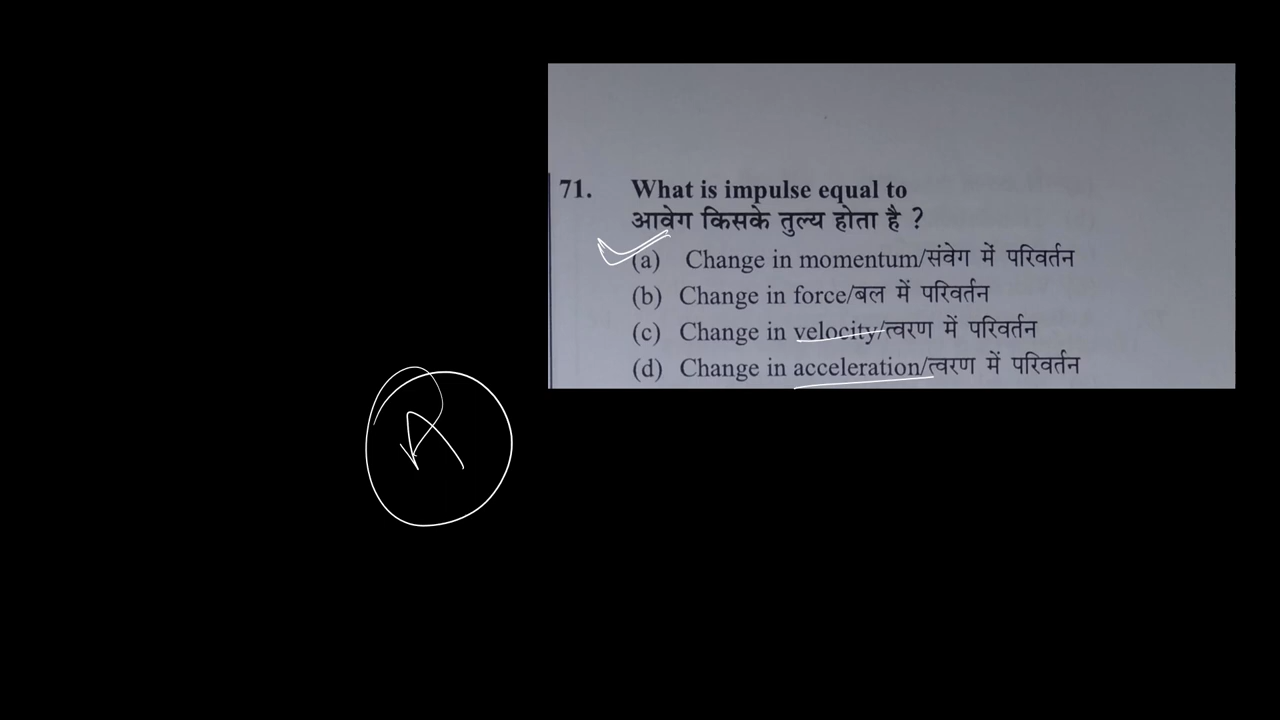 71. What is impulse equal to
आवेग किसके तुल्य होता है ?
(a) Change in momentum/संवेग में परिवर्तन
(b) Change in force/बल में परिवर्तन
(c) Change in velocity/त्वरण में परिवर्तन
(d) Change in acceleration/त्वरण में परिवर्तन
A